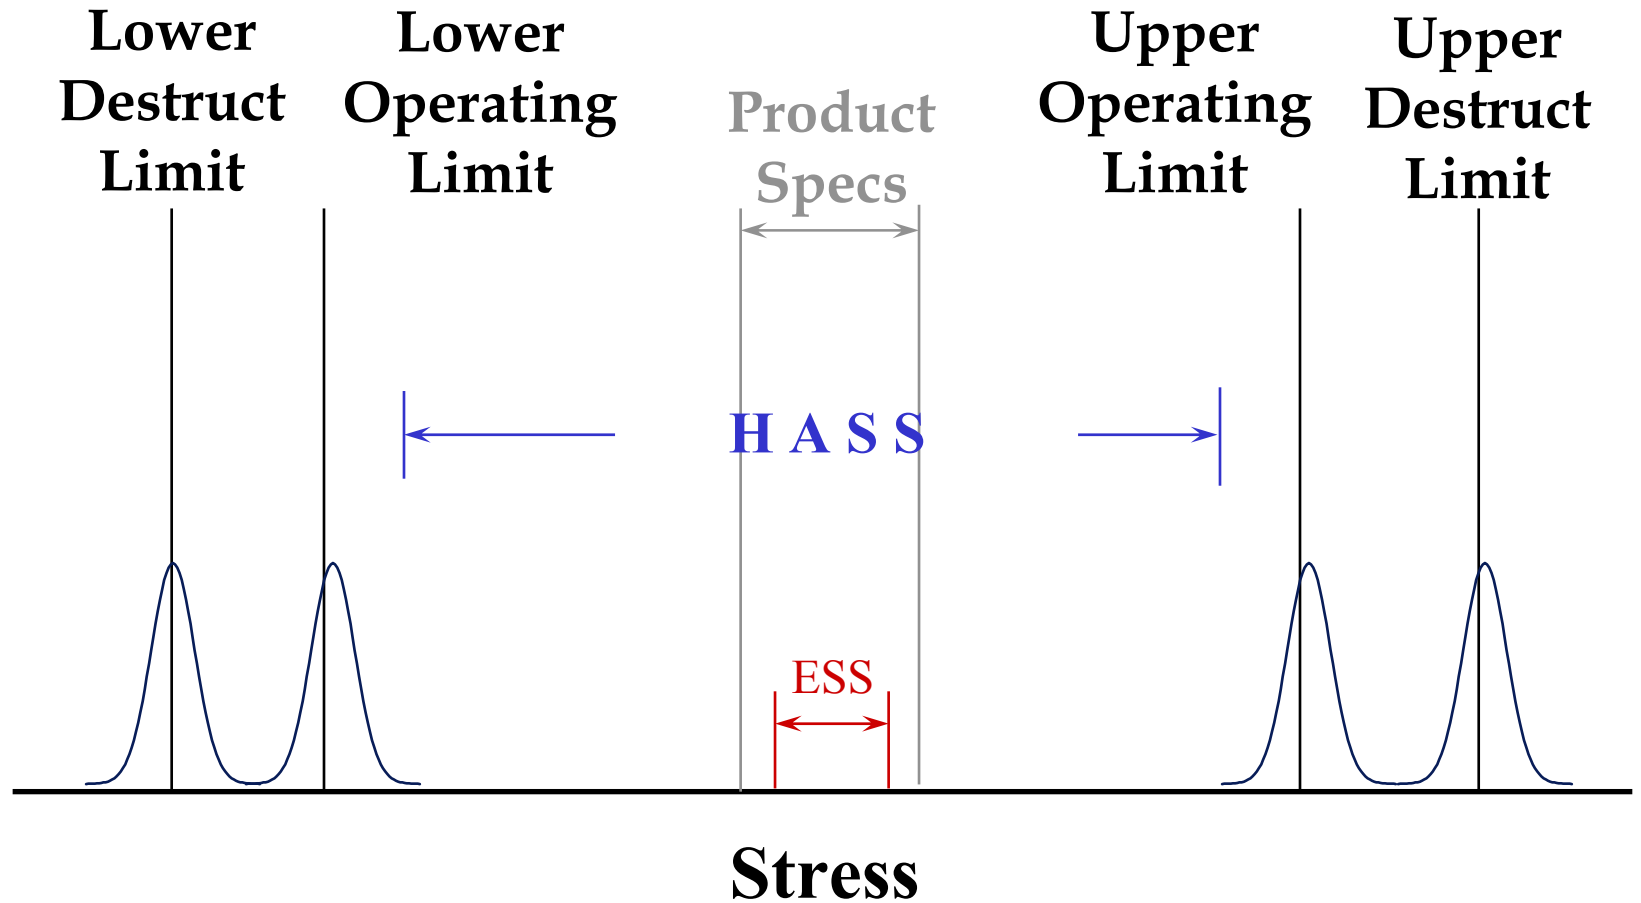 Lower
Destruct
Limit
Lower
Operating
Limit
Product
Specs
Upper
Operating
Limit
Upper
Destruct
Limit
H A S S
ESS
Stress